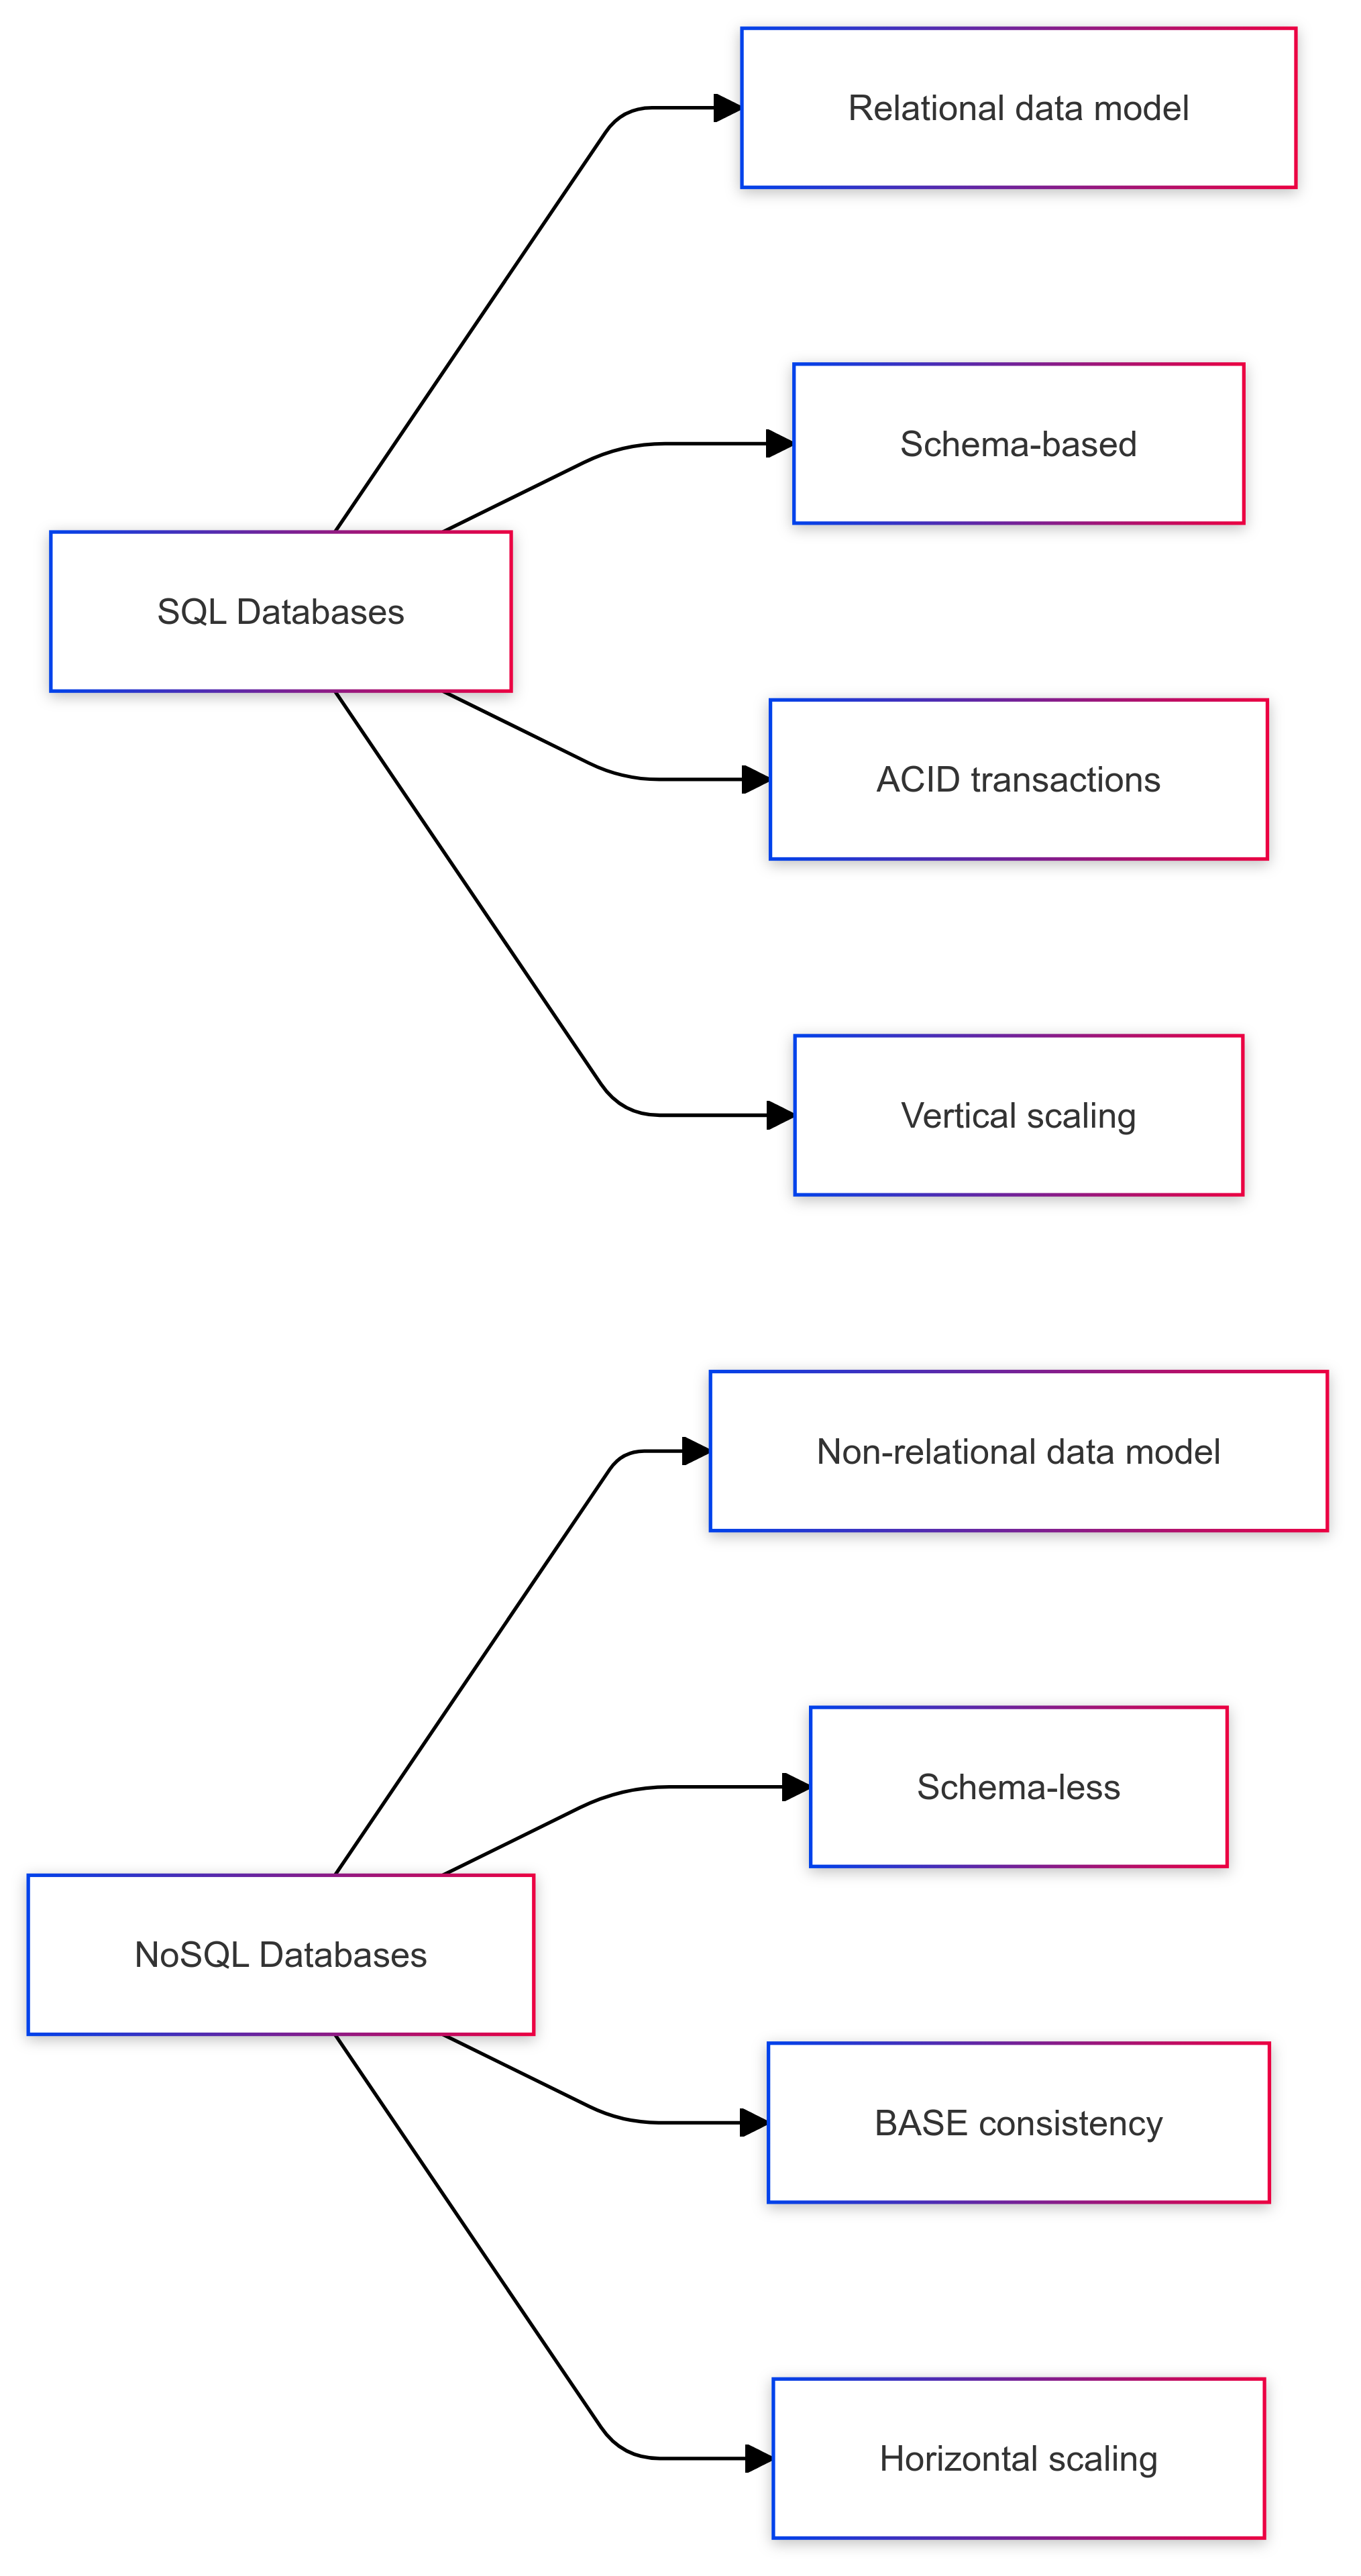 Relational data model
Schema-based
SQL Databases
ACID transactions
Vertical scaling
Non-relational data model
Schema-less
NoSQL Databases
BASE consistency
Horizontal scaling